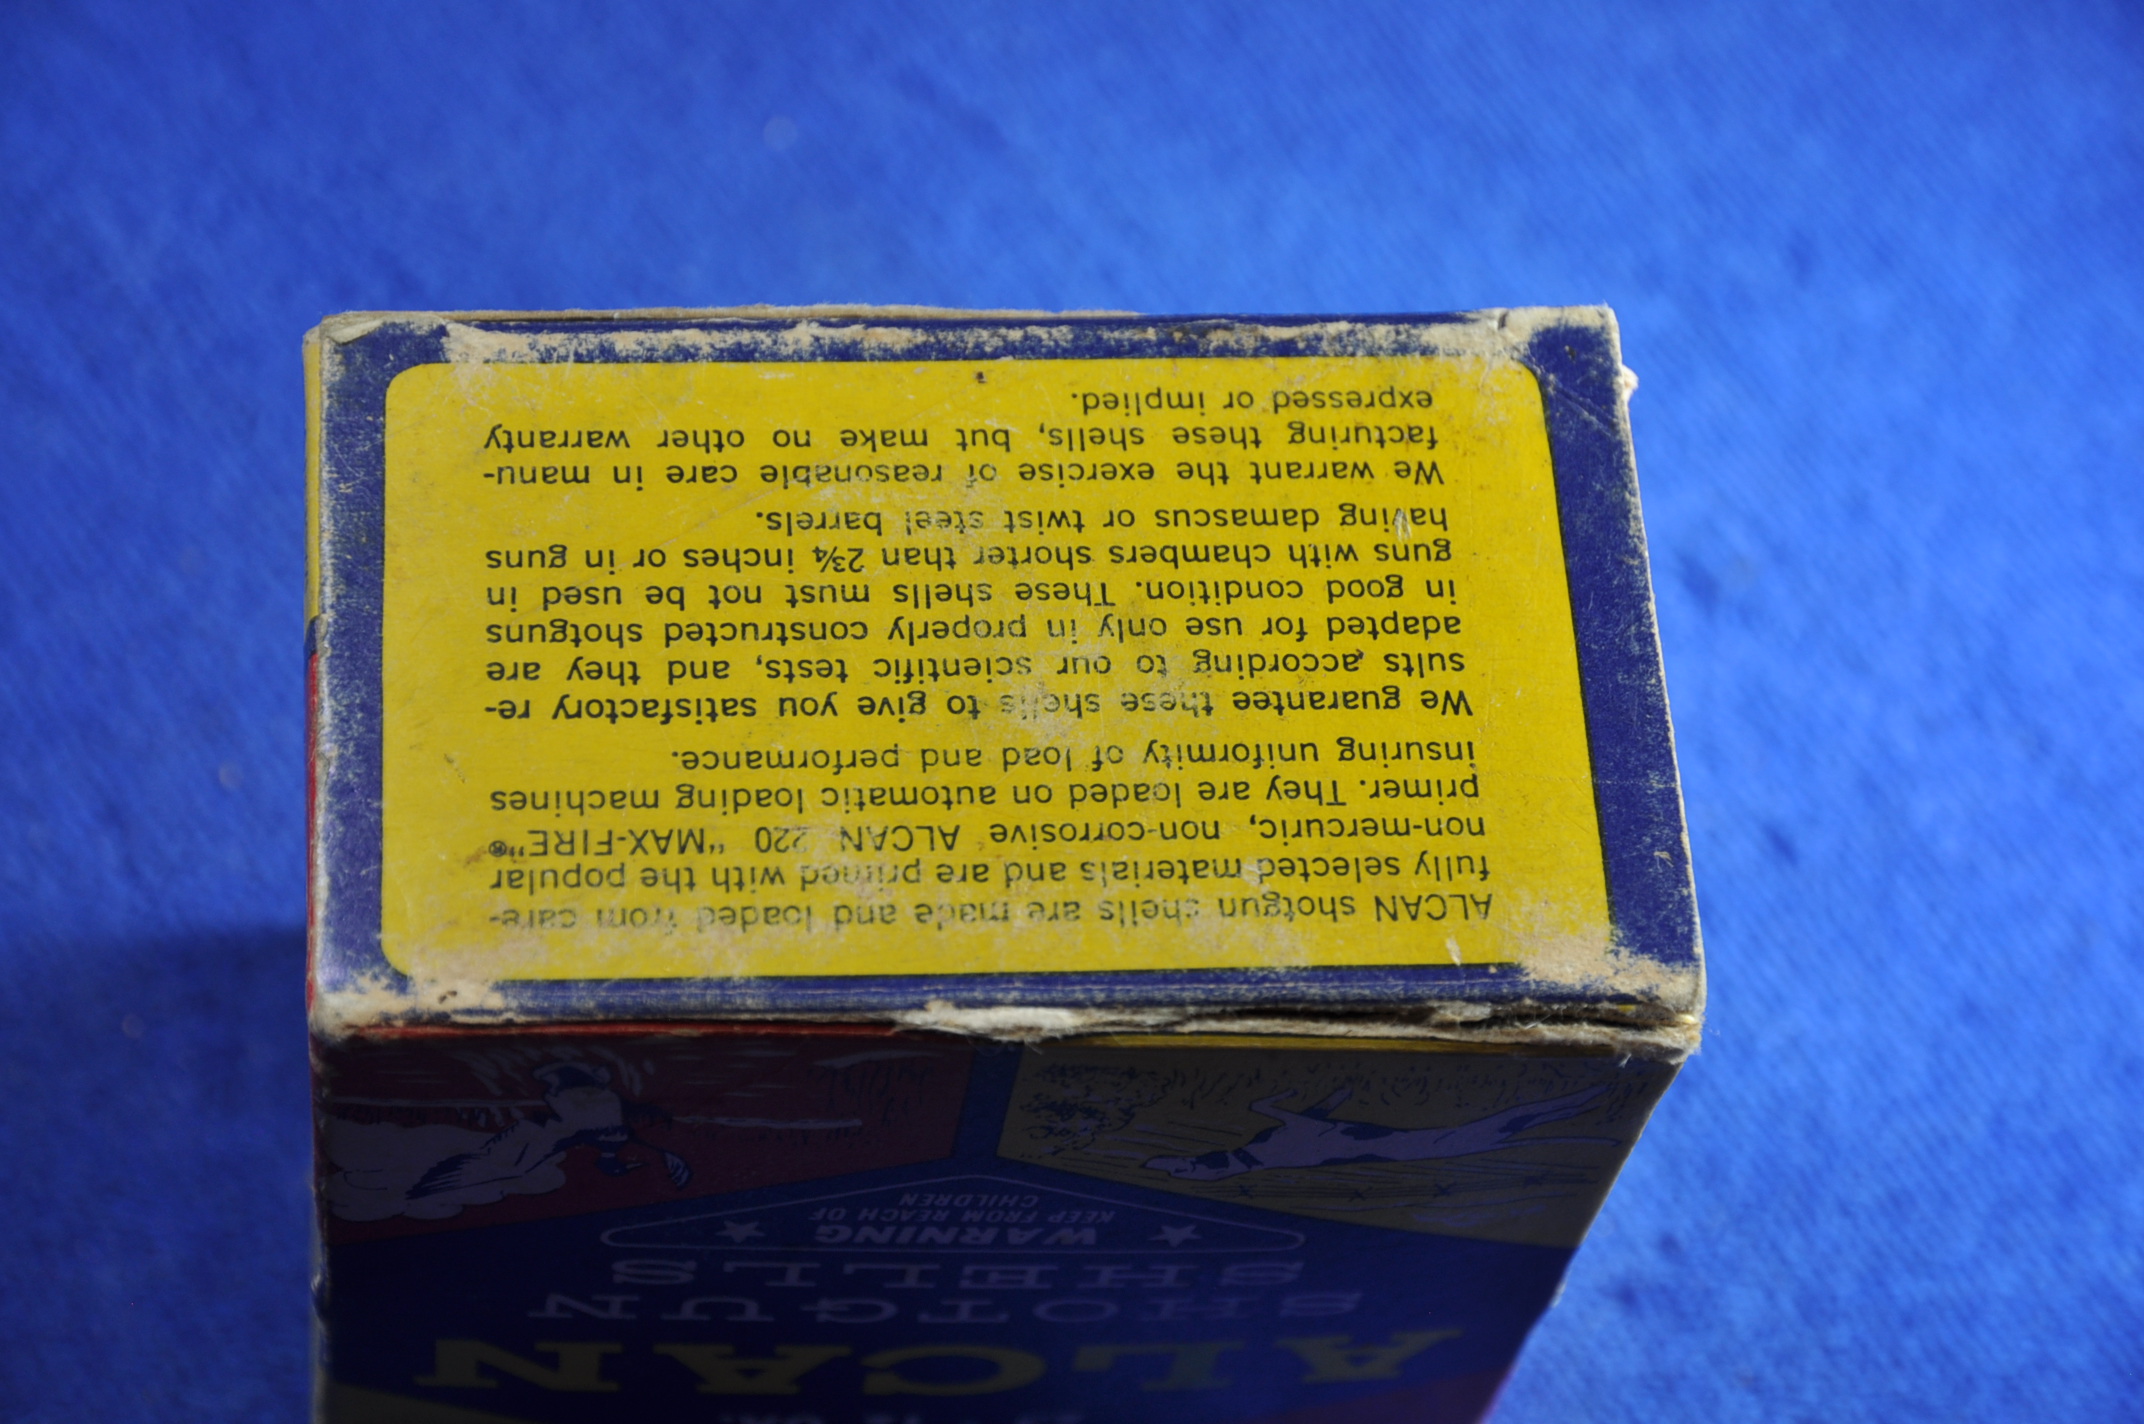 ALCAN shotgun shells are made and loaded from care-
fully selected materials and are primed with the popular
non-mercuric, non-corrosive ALCAN 220 "MAX-FIRE"®
primer. They are loaded on automatic loading machines
insuring uniformity of load and performance.
We guarantee these shells to give you satisfactory re-
sults according to our scientific tests, and they are
adapted for use only in properly constructed shotguns
in good condition. These shells must not be used in
guns with chambers shorter than 2¾ inches or in guns
having damascus or twist steel barrels.
We warrant the exercise of reasonable care in manu-
facturing these shells, but make no other warranty
expressed or implied.
ALCAN
SHOTGUN
SHELLS
WARNING
KEEP FROM REACH OF
CHILDREN